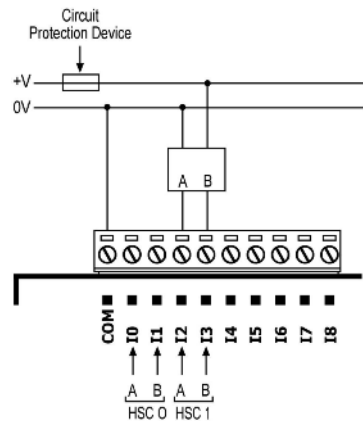 Circuit
Protection Device
+V
0V
A B
COM I0 I1 I2 I3 I4 I5 I6 I7 I8
A B A B
HSC 0 HSC 1